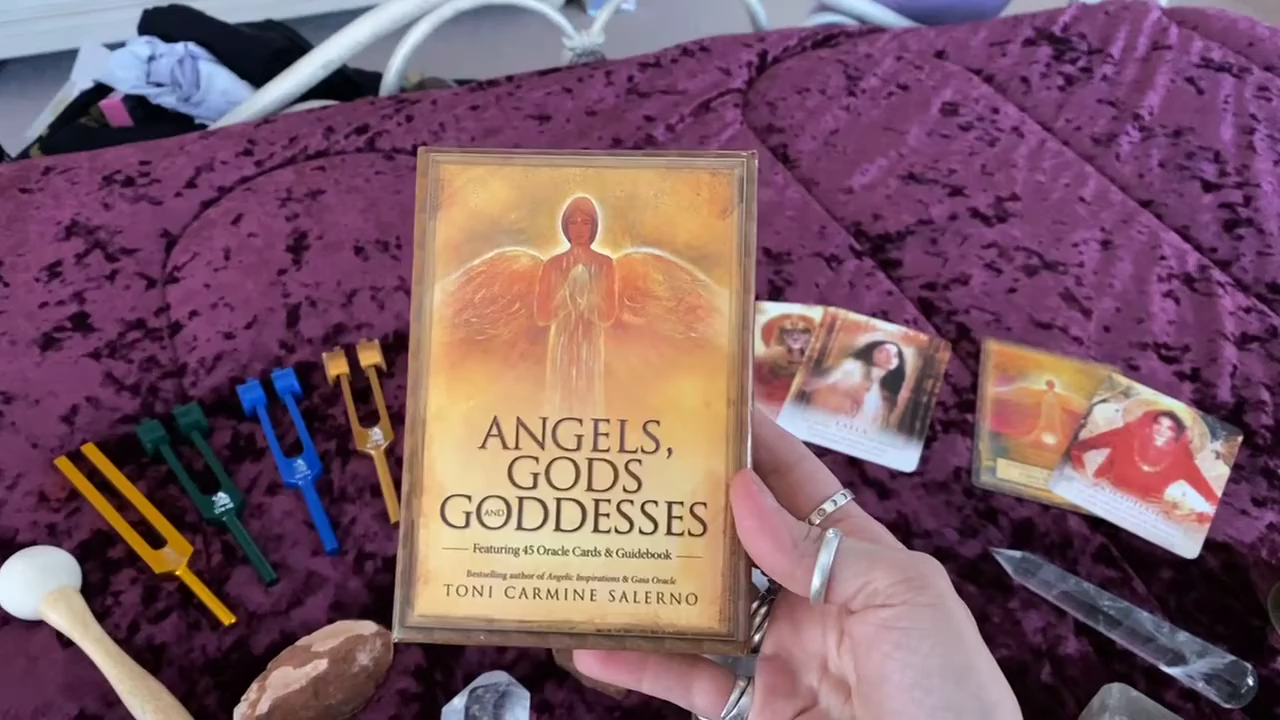 ANGELS,
GODS
AND
GODDESSES
Featuring 45 Oracle Cards & Guidebook
Bestselling author of Angelic Inspirations & Gaia Oracle
TONI CARMINE SALERNO